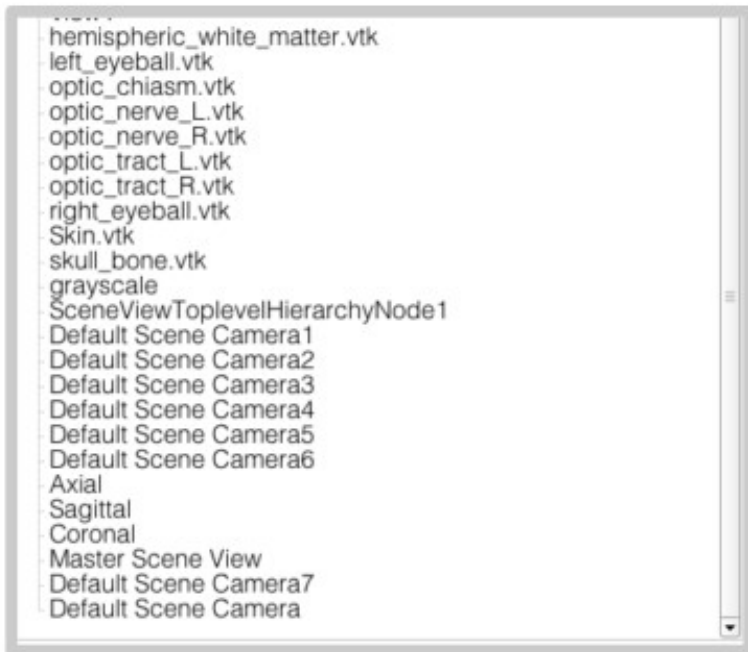 hemispheric_white_matter.vtk
left_eyeball.vtk
optic_chiasm.vtk
optic_nerve_L.vtk
optic_nerve_R.vtk
optic_tract_L.vtk
optic_tract_R.vtk
right_eyeball.vtk
Skin.vtk
skull_bone.vtk
grayscale
SceneViewToplevelHierarchyNode1
Default Scene Camera1
Default Scene Camera2
Default Scene Camera3
Default Scene Camera4
Default Scene Camera5
Default Scene Camera6
Axial
Sagittal
Coronal
Master Scene View
Default Scene Camera7
Default Scene Camera